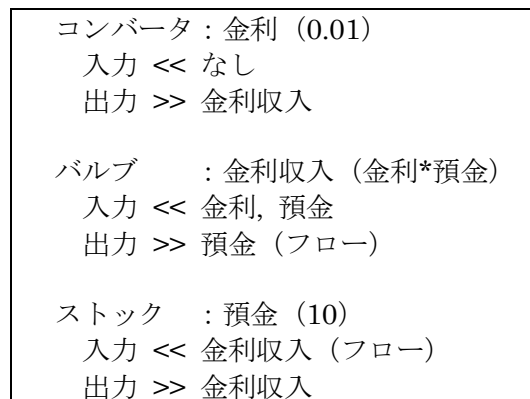 コンバータ：金利（0.01）
入力 << なし
出力 >> 金利収入
バルブ　　：金利収入（金利*預金）
入力 << 金利, 預金
出力 >> 預金（フロー）
ストック　：預金（10）
入力 << 金利収入（フロー）
出力 >> 金利収入